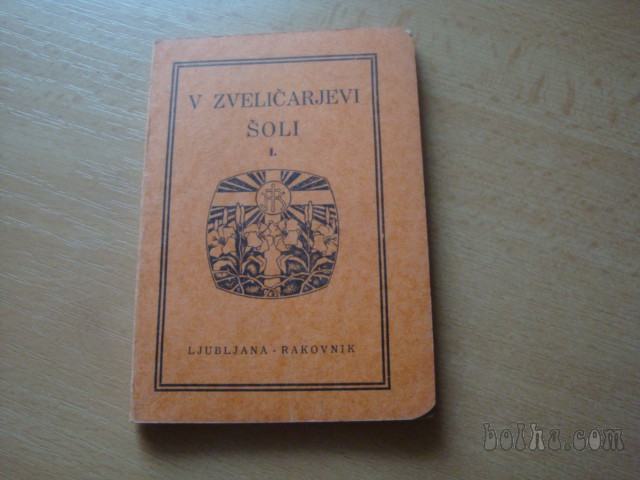 V ZVELIČARJEVI
ŠOLI
I.
LJUBLJANA - RAKOVNIK
bolha.com